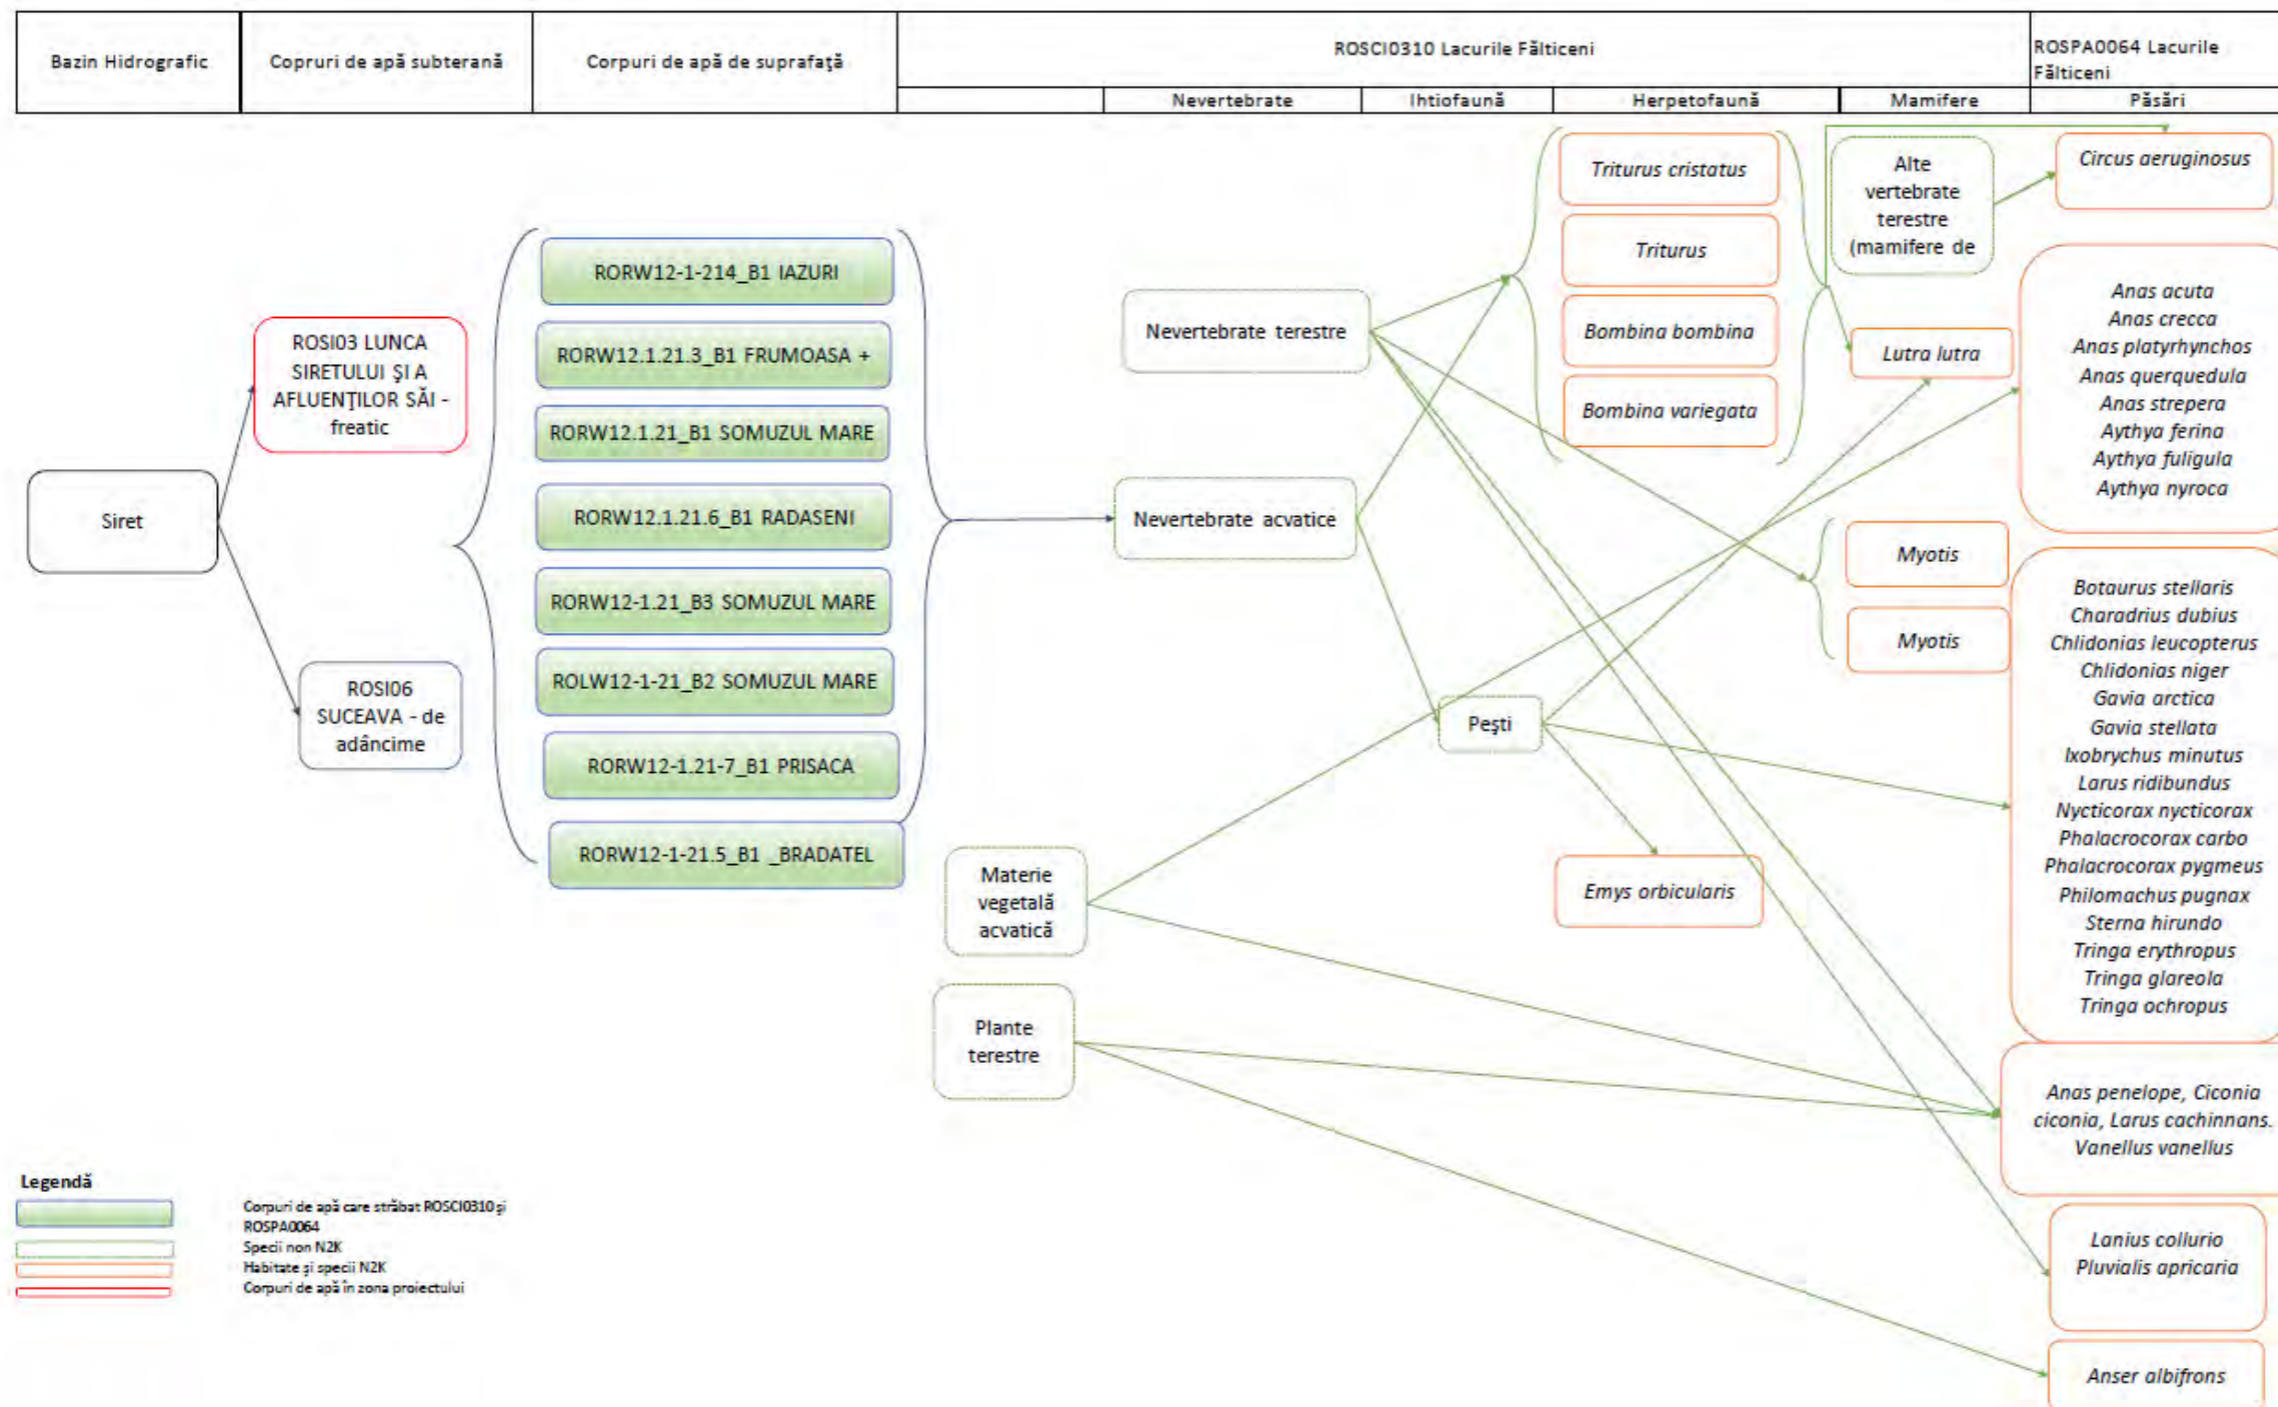 Bazin Hidrografic
Copruri de apă subterană
Corpuri de apă de suprafaţă
ROSCI0310 Lacurile Fălticeni
ROSPA0064 Lacurile
Fălticeni
Nevertebrate
Ihtiofaună
Herpetofaună
Mamifere
Păsări
Siret
ROSI03 LUNCA
SIRETULUI ŞI A
AFLUENŢILOR SĂI -
freatic
ROSI06
SUCEAVA - de
adâncime
RORW12-1-214_B1 IAZURI
RORW12.1.21.3_B1 FRUMOASA +
RORW12.1.21_B1 SOMUZUL MARE
RORW12.1.21.6_B1 RADASENI
RORW12-1.21_B3 SOMUZUL MARE
ROLW12-1-21_B2 SOMUZUL MARE
RORW12-1.21-7_B1 PRISACA
RORW12-1-21.5_B1 _BRADATEL
Nevertebrate terestre
Nevertebrate acvatice
Materie
vegetală
acvatică
Plante
terestre
Peşti
Triturus cristatus
Triturus
Bombina bombina
Bombina variegata
Emys orbicularis
Alte
vertebrate
terestre
(mamifere de
Lutra lutra
Myotis
Myotis
Circus aeruginosus
Anas acuta
Anas crecca
Anas platyrhynchos
Anas querquedula
Anas strepera
Aythya ferina
Aythya fuligula
Aythya nyroca
Botaurus stellaris
Charadrius dubius
Chlidonias leucopterus
Chlidonias niger
Gavia arctica
Gavia stellata
Ixobrychus minutus
Larus ridibundus
Nycticorax nycticorax
Phalacrocorax carbo
Phalacrocorax pygmeus
Philomachus pugnax
Sterna hirundo
Tringa erythropus
Tringa glareola
Tringa ochropus
Anas penelope, Ciconia
ciconia, Larus cachinnans.
Vanellus vanellus
Lanius collurio
Pluvialis apricaria
Anser albifrons
Legendă
Corpuri de apă care străbat ROSCI0310 şi
ROSPA0064
Specii non N2K
Habitate şi specii N2K
Corpuri de apă în zona proiectului